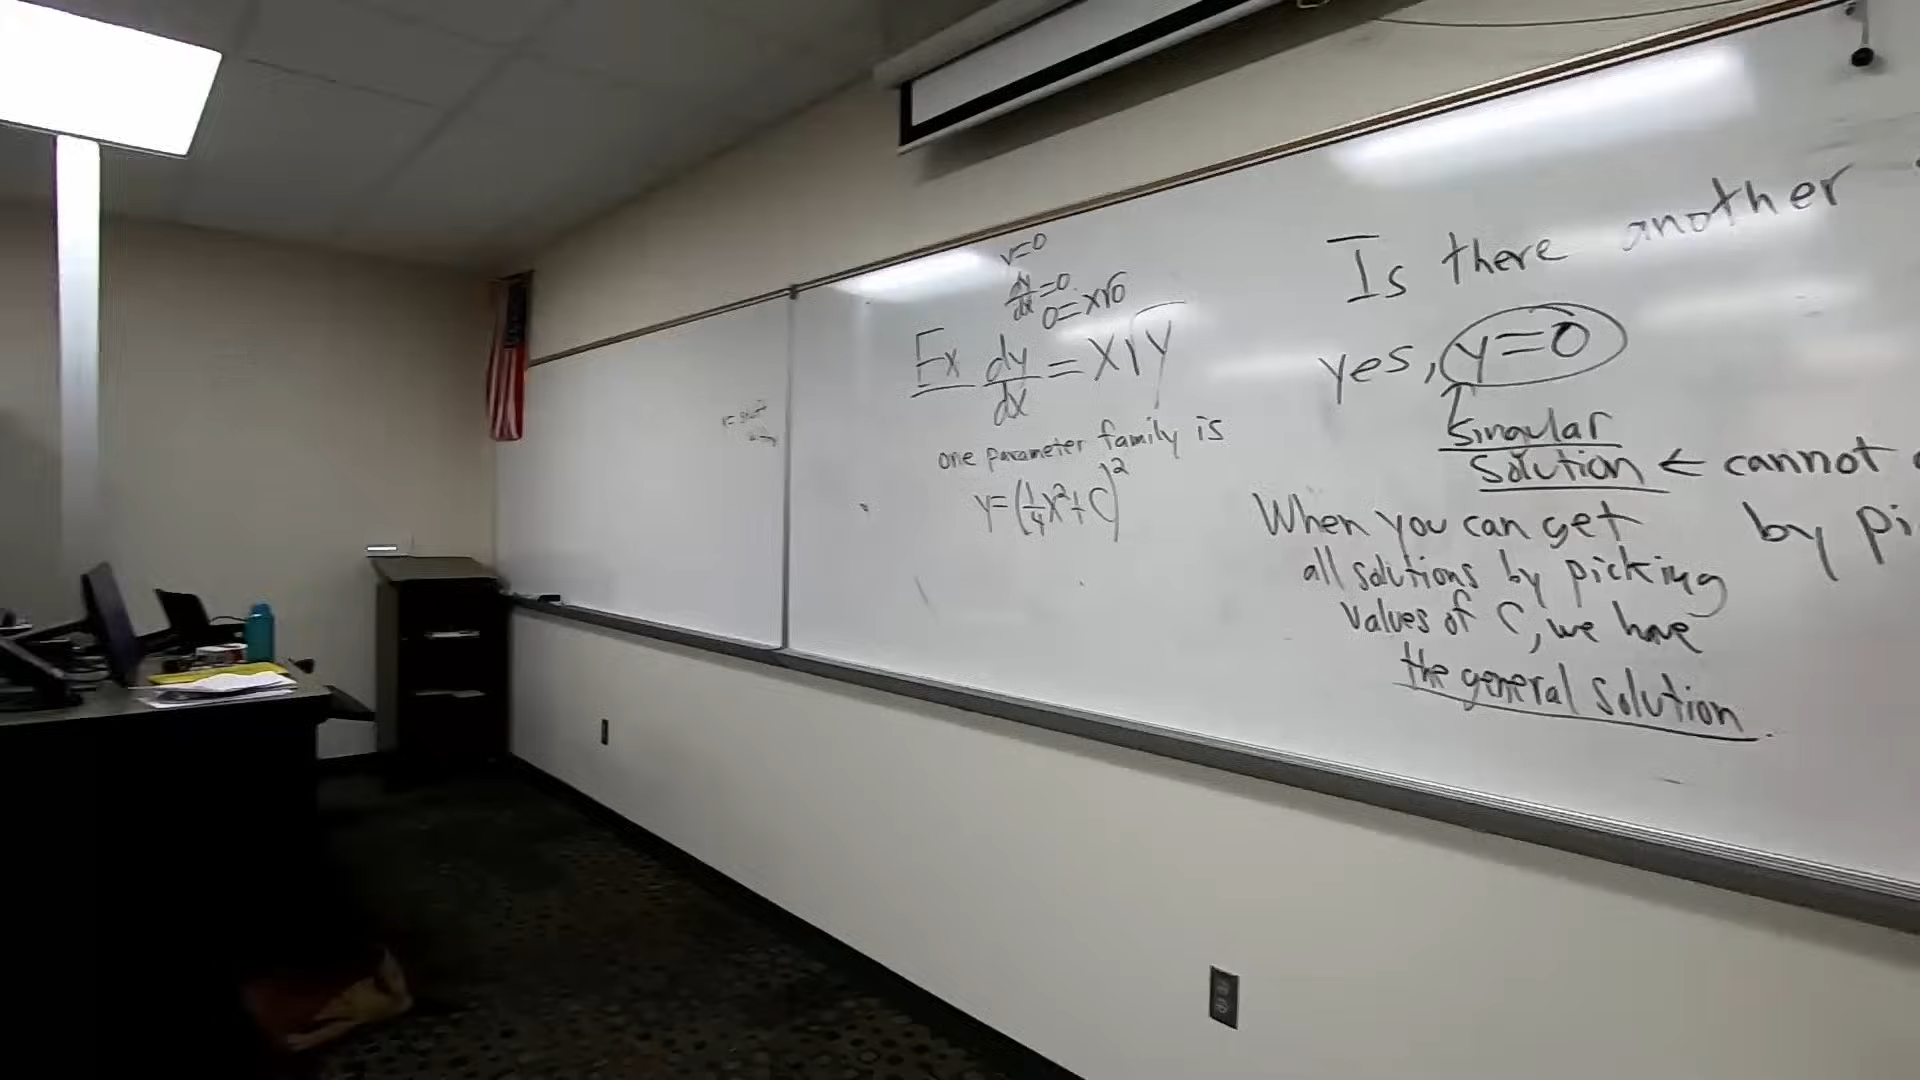 y=0
dy/dx=0
0=x√0
Ex dy/dx = x√y
one parameter family is
y=(1/4x²+C)²
Is there another
yes, y=0
Singular
Solution ← cannot
by pi
When you can get
all solutions by picking
values of C, we have
the general solution.